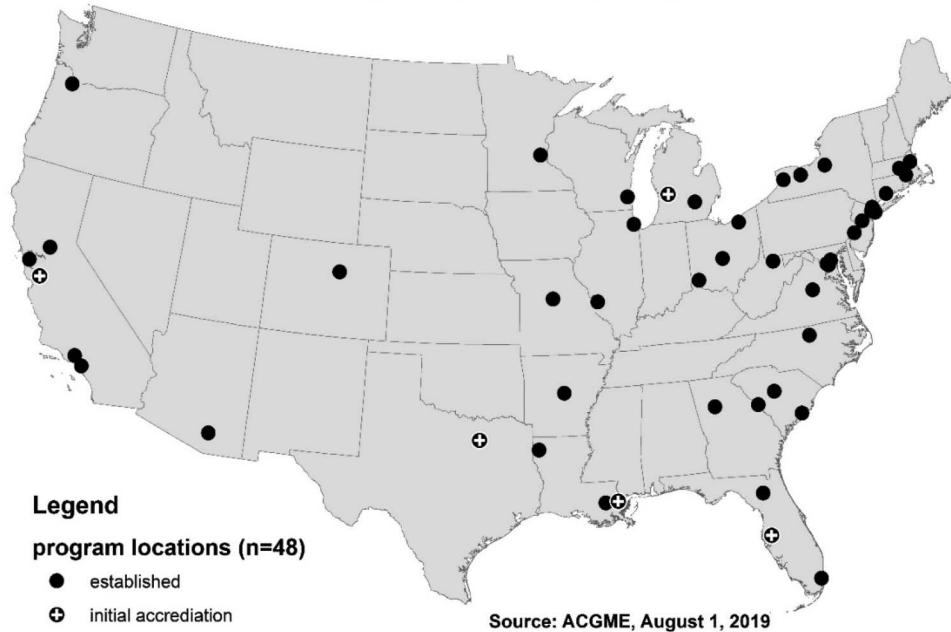 Legend
program locations (n=48)
established
initial accrediation
Source: ACGME, August 1, 2019